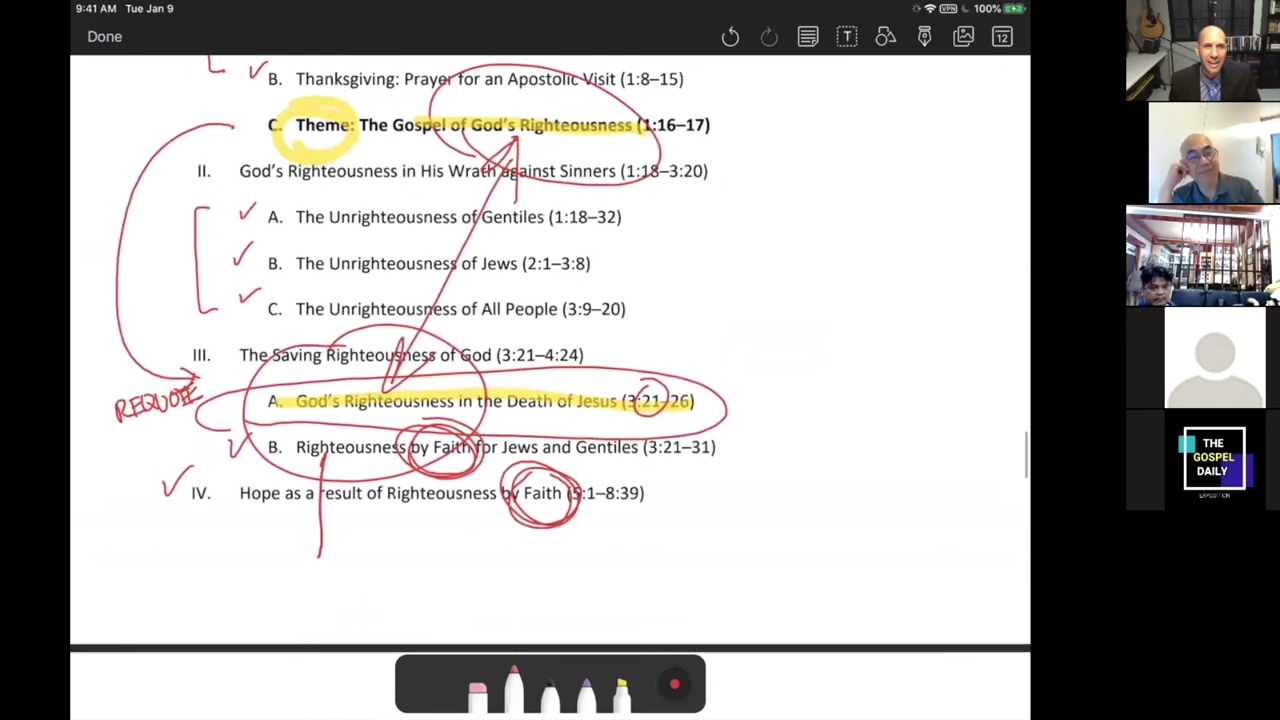 9:41 AM Tue Jan 9
VPN 100%
Done
T
12
B. Thanksgiving: Prayer for an Apostolic Visit (1:8–15)
C. Theme: The Gospel of God's Righteousness (1:16–17)
II. God's Righteousness in His Wrath against Sinners (1:18–3:20)
A. The Unrighteousness of Gentiles (1:18–32)
B. The Unrighteousness of Jews (2:1–3:8)
C. The Unrighteousness of All People (3:9–20)
III. The Saving Righteousness of God (3:21–4:24)
A. God's Righteousness in the Death of Jesus (3:21–26)
B. Righteousness by Faith for Jews and Gentiles (3:21–31)
IV. Hope as a result of Righteousness by Faith (5:1–8:39)
THE
GOSPEL
DAILY
EXPOSITION